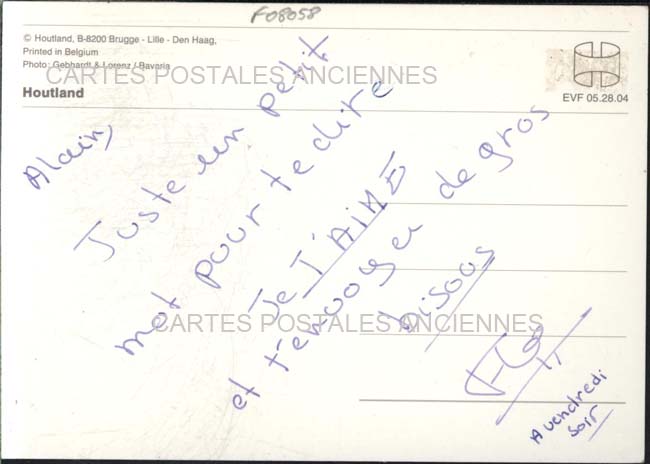 F08058
© Houtland, B-8200 Brugge - Lille - Den Haag,
Printed in Belgium
Photo: Gebhardt & Lorenz / Bavaria
CARTES POSTALES ANCIENNES
Houtland
EVF 05.28.04
Alain,
Juste un petit
mot pour te dire
Je T'AIME
et t'envoyer de gros
bisous
CARTES POSTALES ANCIENNES
A vendredi
soir